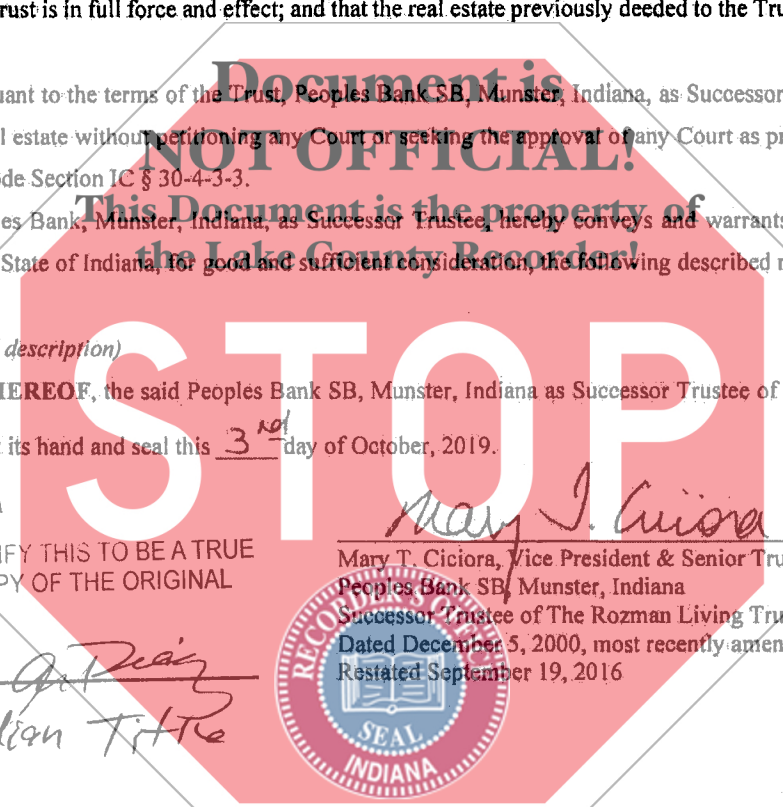 rust is in full force and effect; and that the real estate previously deeded to the Tru
Document is
uant to the terms of the Trust, Peoples Bank SB, Munster, Indiana, as Successor
l estate without petitioning any Court or seeking the approval of any Court as pr
NOT OFFICIAL!
de Section IC § 30-4-3-3.
This Document is the property of
es Bank, Munster, Indiana, as Successor Trustee, hereby conveys and warrants
the Lake County Recorder!
State of Indiana, for good and sufficient consideration, the following described r
description)
STOP
IEREOF, the said Peoples Bank SB, Munster, Indiana as Successor Trustee of
its hand and seal this 3rd day of October, 2019.
Mary T. Ciciora
IFY THIS TO BE A TRUE
PY OF THE ORIGINAL
Mary T. Ciciora, Vice President & Senior Tru
Peoples Bank SB, Munster, Indiana
Successor Trustee of The Rozman Living Tru
Dated December 5, 2000, most recently amen
Restated September 19, 2016
Title
RECORDER'S OFFICE
SEAL
INDIANA